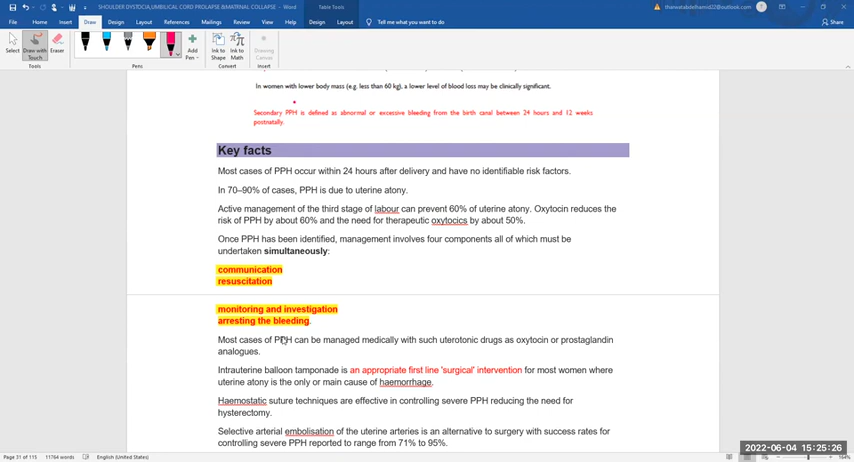 SHOULDER DYSTOCIA,UMBILICAL CORD PROLAPSE &MATERNAL COLLAPSE - Word
Table Tools
File Home Insert Draw Design Layout References Mailings Review View Help Design Layout Tell me what you want to do Share
Select
Draw with Touch
Eraser
Add Pen
Ink to Shape
Ink to Math
Drawing Canvas
Tools
Pens
Convert
Insert
In women with lower body mass (e.g. less than 60 kg), a lower level of blood loss may be clinically significant.
Secondary PPH is defined as abnormal or excessive bleeding from the birth canal between 24 hours and 12 weeks
postnatally.
Key facts
Most cases of PPH occur within 24 hours after delivery and have no identifiable risk factors.
In 70–90% of cases, PPH is due to uterine atony.
Active management of the third stage of labour can prevent 60% of uterine atony. Oxytocin reduces the
risk of PPH by about 60% and the need for therapeutic oxytocics by about 50%.
Once PPH has been identified, management involves four components all of which must be
undertaken simultaneously:
communication
resuscitation
monitoring and investigation
arresting the bleeding.
Most cases of PPH can be managed medically with such uterotonic drugs as oxytocin or prostaglandin
analogues.
Intrauterine balloon tamponade is an appropriate first line 'surgical' intervention for most women where
uterine atony is the only or main cause of haemorrhage.
Haemostatic suture techniques are effective in controlling severe PPH reducing the need for
hysterectomy.
Selective arterial embolisation of the uterine arteries is an alternative to surgery with success rates for
controlling severe PPH reported to range from 71% to 95%.
2022-06-04 15:25:26
Page 31 of 115 11764 words English (United States) 164%